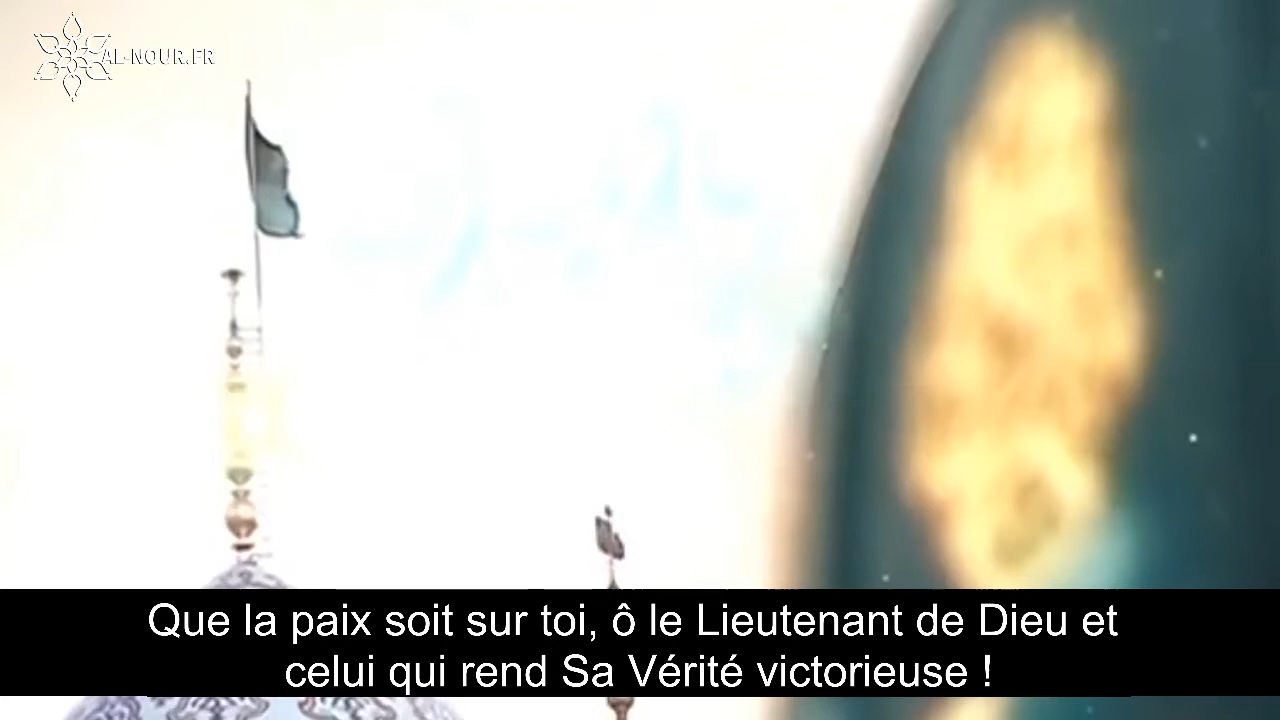 AL-NOUR.FR
Que la paix soit sur toi, ô le Lieutenant de Dieu et
celui qui rend Sa Vérité victorieuse !